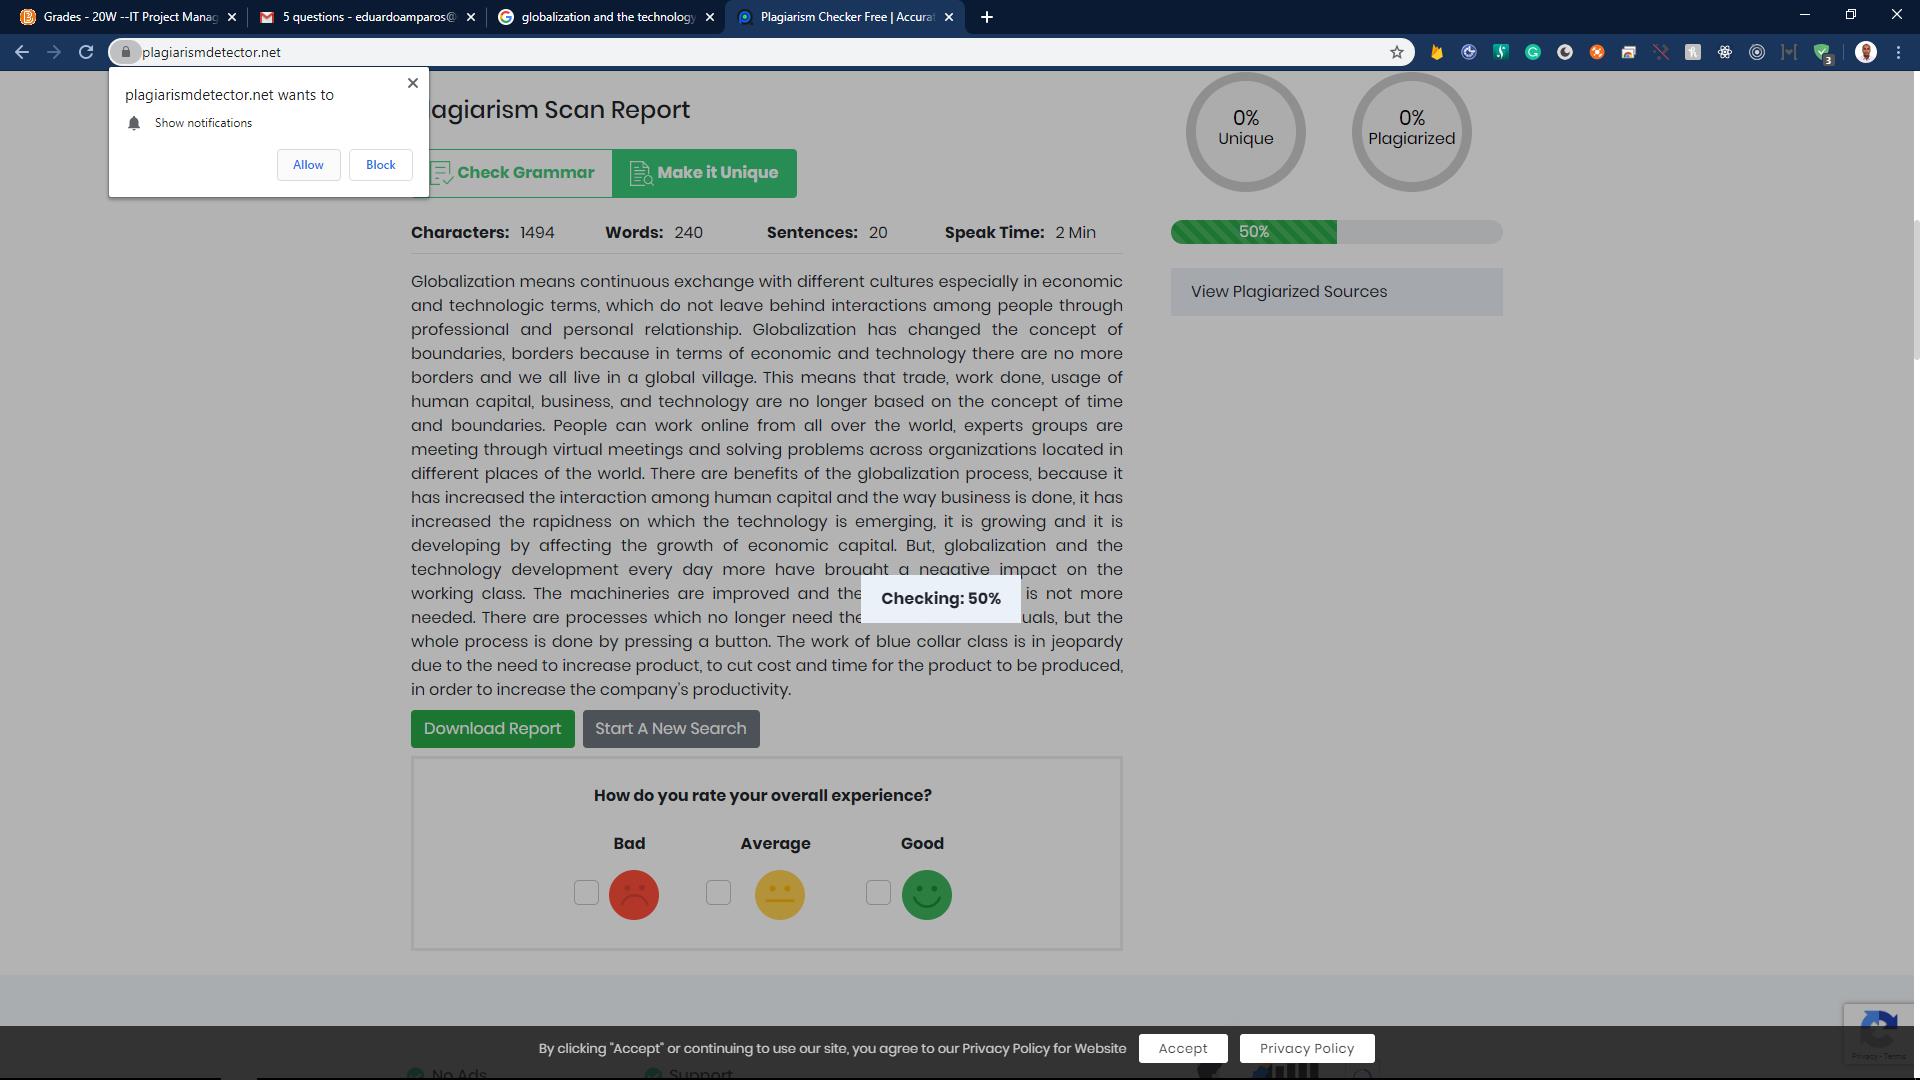 Grades - 20W --IT Project Manag
5 questions - eduardoamparos@
globalization and the technology
Plagiarism Checker Free | Accura
plagiarismdetector.net
3
plagiarismdetector.net wants to
Show notifications
Allow
Block
lagiarism Scan Report
Check Grammar
Make it Unique
0%
Unique
0%
Plagiarized
Characters: 1494 Words: 240 Sentences: 20 Speak Time: 2 Min
50%
View Plagiarized Sources
Globalization means continuous exchange with different cultures especially in economic
and technologic terms, which do not leave behind interactions among people through
professional and personal relationship. Globalization has changed the concept of
boundaries, borders because in terms of economic and technology there are no more
borders and we all live in a global village. This means that trade, work done, usage of
human capital, business, and technology are no longer based on the concept of time
and boundaries. People can work online from all over the world, experts groups are
meeting through virtual meetings and solving problems across organizations located in
different places of the world. There are benefits of the globalization process, because it
has increased the interaction among human capital and the way business is done, it has
increased the rapidness on which the technology is emerging, it is growing and it is
developing by affecting the growth of economic capital. But, globalization and the
technology development every day more have brought a negative impact on the
working class. The machineries are improved and the is not more
needed. There are processes which no longer need the uals, but the
Checking: 50%
whole process is done by pressing a button. The work of blue collar class is in jeopardy
due to the need to increase product, to cut cost and time for the product to be produced,
in order to increase the company's productivity.
Download Report
Start A New Search
How do you rate your overall experience?
Bad Average Good
By clicking "Accept" or continuing to use our site, you agree to our Privacy Policy for Website
Accept
Privacy Policy
Privacy - Terms
No Ads
Support